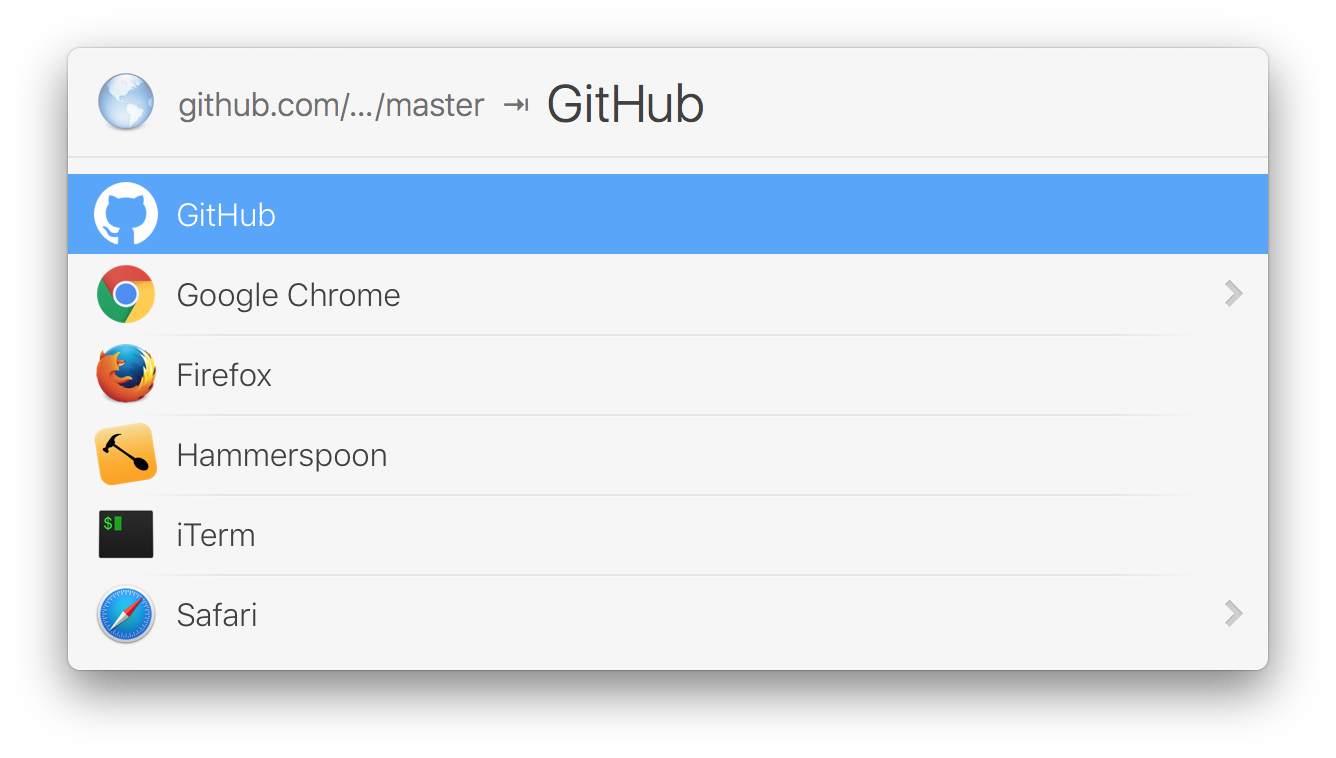 github.com/.../master ⇥ GitHub
GitHub
Google Chrome
Firefox
Hammerspoon
$
iTerm
Safari